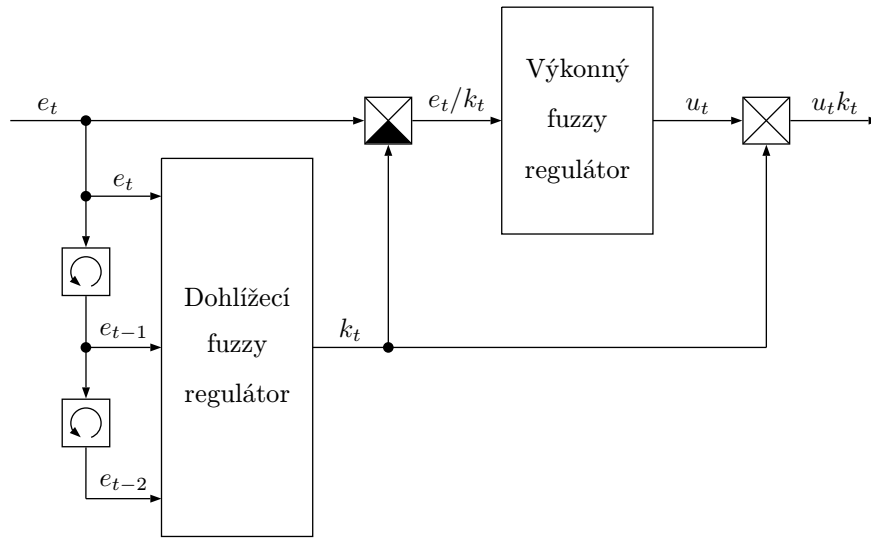 e_t
e_t/k_t
Výkonný
fuzzy
regulátor
u_t
u_t k_t
e_t
Dohlížecí
fuzzy
regulátor
e_{t−1}
k_t
e_{t−2}